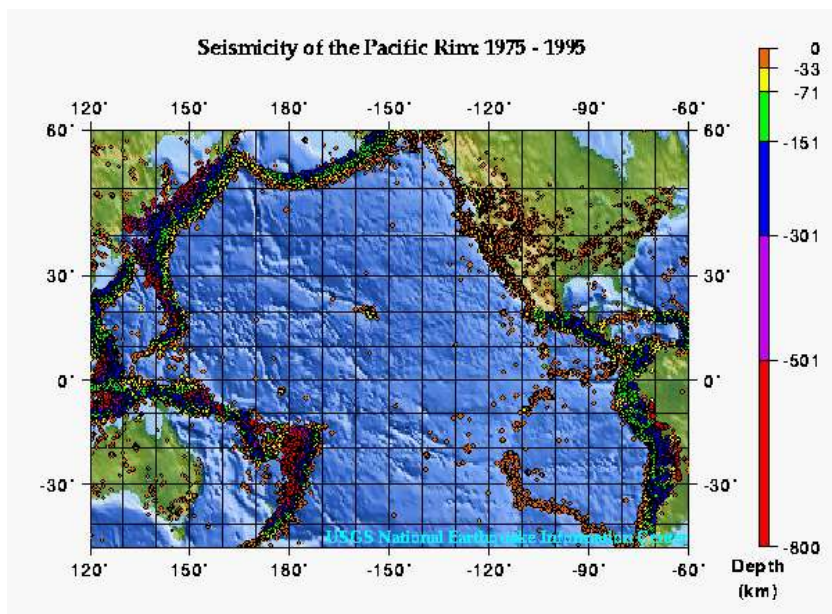 Seismicity of the Pacific Rim: 1975 - 1995
120° 150° 180° -150° -120° -90° -60°
60° 60°
30° 30°
0° 0°
-30° -30°
USGS National Earthquake Information Center
120° 150° 180° -150° -120° -90° -60°
0
-33
-71
-151
-301
-501
-800
Depth
(km)